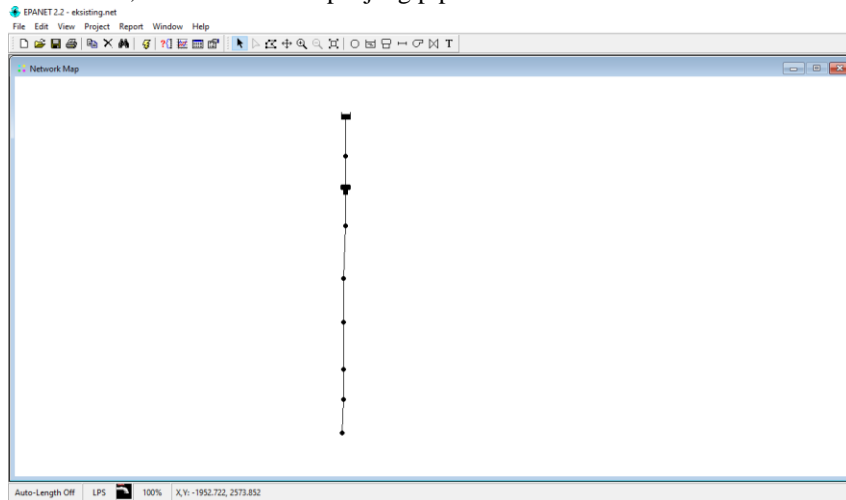 EPANET 2.2 - eksisting.net
File Edit View Project Report Window Help
T
Network Map
Auto-Length Off LPS 100% X,Y: -1952.722, 2573.852